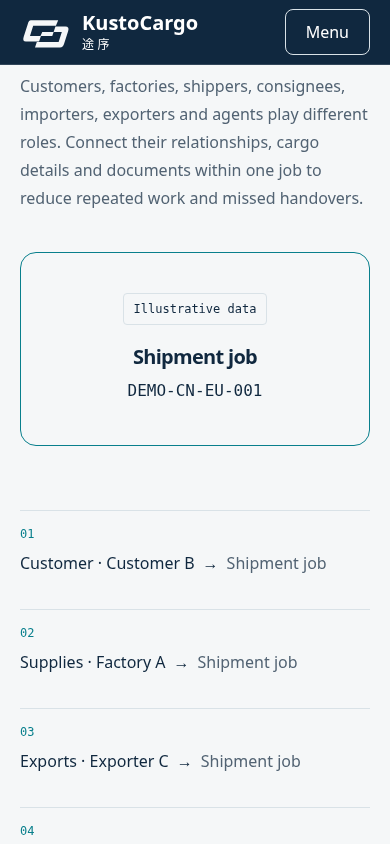 KustoCargo
途序
Menu
Customers, factories, shippers, consignees,
importers, exporters and agents play different
roles. Connect their relationships, cargo
details and documents within one job to
reduce repeated work and missed handovers.
Illustrative data
Shipment job
DEMO-CN-EU-001
01
Customer · Customer B → Shipment job
02
Supplies · Factory A → Shipment job
03
Exports · Exporter C → Shipment job
04